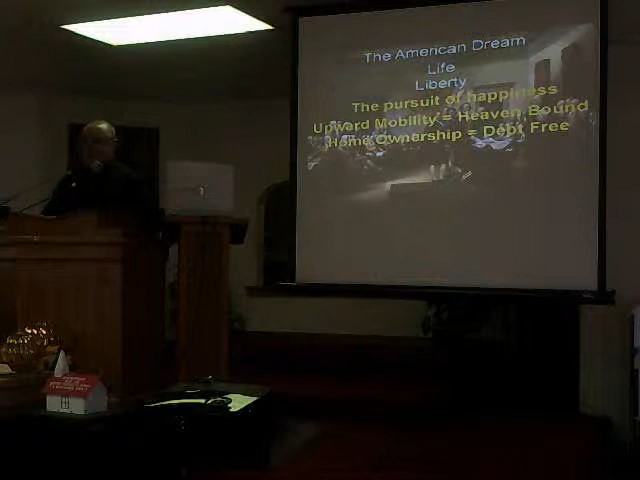 The American Dream
Life
Liberty
The pursuit of happiness
Upward Mobility = Heaven Bound
Home Ownership = Debt Free